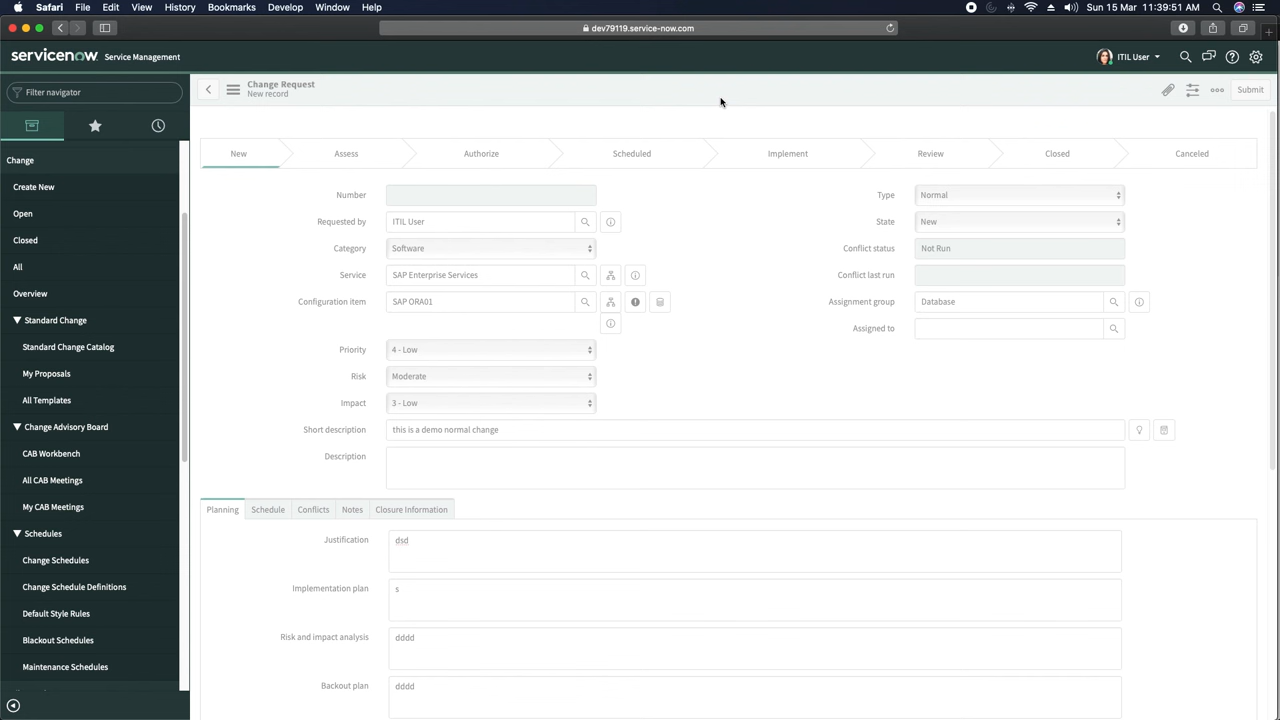 Safari File Edit View History Bookmarks Develop Window Help Sun 15 Mar 11:39:51 AM
dev79119.service-now.com
servicenow Service Management ITIL User
Filter navigator
Change Request
New record
Submit
Change
Create New
Open
Closed
All
Overview
Standard Change
Standard Change Catalog
My Proposals
All Templates
Change Advisory Board
CAB Workbench
All CAB Meetings
My CAB Meetings
Schedules
Change Schedules
Change Schedule Definitions
Default Style Rules
Blackout Schedules
Maintenance Schedules
New Assess Authorize Scheduled Implement Review Closed Canceled
Number
Requested by ITIL User
Category Software
Service SAP Enterprise Services
Configuration item SAP ORA01
Type Normal
State New
Conflict status Not Run
Conflict last run
Assignment group Database
Assigned to
Priority 4 - Low
Risk Moderate
Impact 3 - Low
Short description this is a demo normal change
Description
Planning Schedule Conflicts Notes Closure Information
Justification dsd
Implementation plan s
Risk and impact analysis dddd
Backout plan dddd